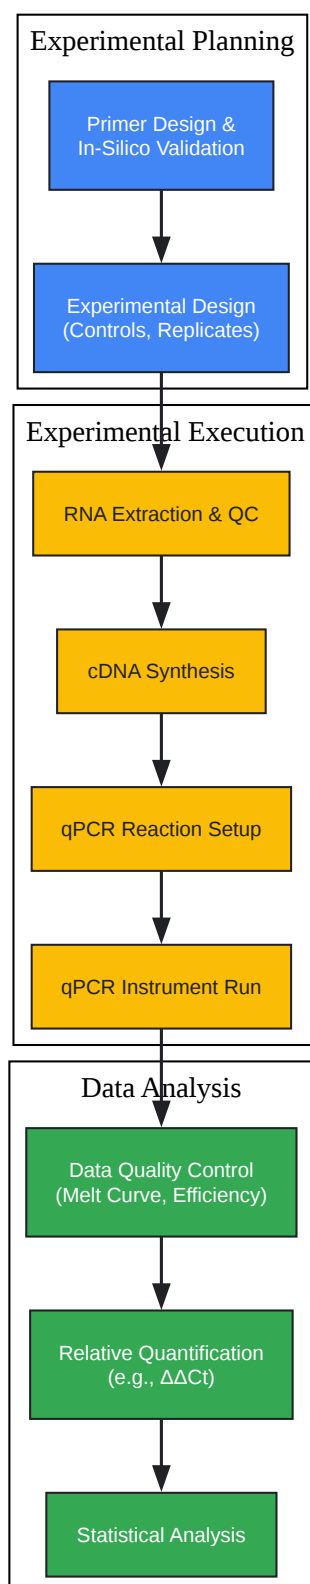 Experimental Planning
Primer Design &
In-Silico Validation
Experimental Design
(Controls, Replicates)
Experimental Execution
RNA Extraction & QC
cDNA Synthesis
qPCR Reaction Setup
qPCR Instrument Run
Data Analysis
Data Quality Control
(Melt Curve, Efficiency)
Relative Quantification
(e.g., ΔΔCt)
Statistical Analysis